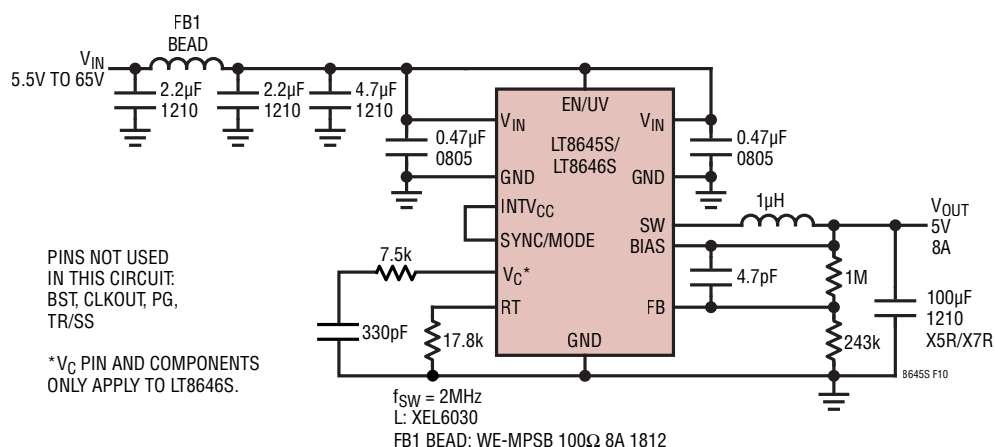 FB1
BEAD
V_IN
5.5V TO 65V
2.2µF
1210
2.2µF
1210
4.7µF
1210
EN/UV
V_IN
V_IN
LT8645S/
LT8646S
0.47µF
0805
0.47µF
0805
GND
GND
INTV_CC
SYNC/MODE
SW
BIAS
1µH
V_OUT
5V
8A
PINS NOT USED
IN THIS CIRCUIT:
BST, CLKOUT, PG,
TR/SS
7.5k
V_C*
4.7pF
1M
RT
FB
100µF
1210
X5R/X7R
330pF
17.8k
GND
243k
*V_C PIN AND COMPONENTS
ONLY APPLY TO LT8646S.
8645S F10
f_SW = 2MHz
L: XEL6030
FB1 BEAD: WE-MPSB 100Ω 8A 1812